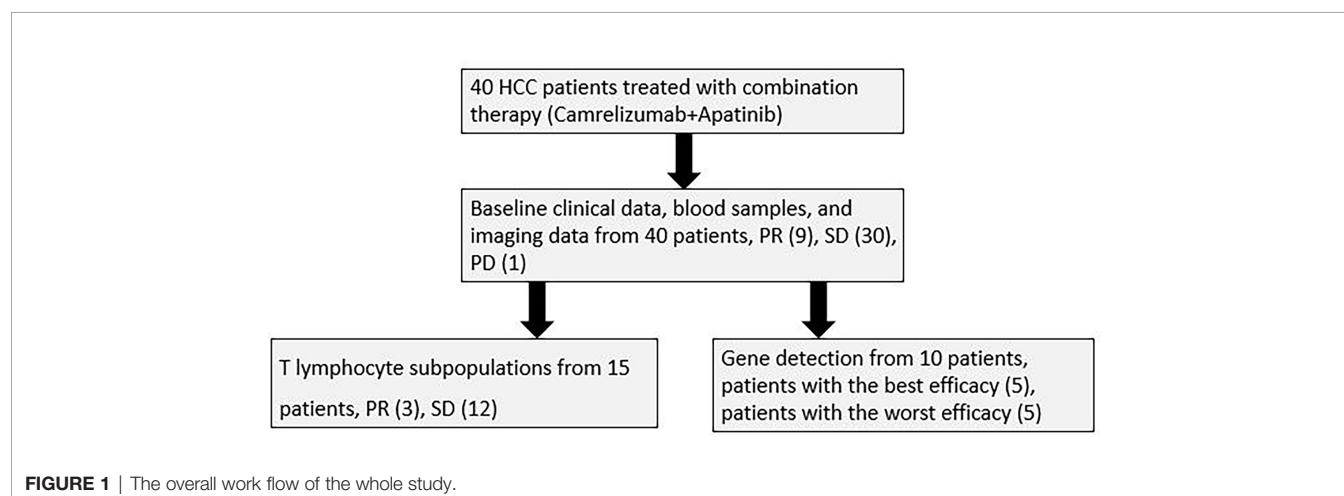 40 HCC patients treated with combination
therapy (Camrelizumab+Apatinib)
Baseline clinical data, blood samples, and
imaging data from 40 patients, PR (9), SD (30),
PD (1)
T lymphocyte subpopulations from 15
patients, PR (3), SD (12)
Gene detection from 10 patients,
patients with the best efficacy (5),
patients with the worst efficacy (5)
FIGURE 1 | The overall work flow of the whole study.